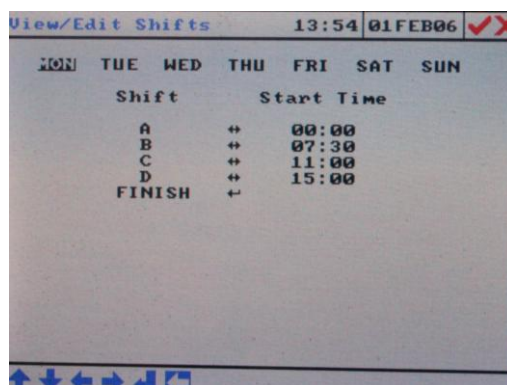 View/Edit Shifts 13:54 01FEB06
MON TUE WED THU FRI SAT SUN
Shift Start Time
A ↔ 00:00
B ↔ 07:30
C ↔ 11:00
D ↔ 15:00
FINISH ↵